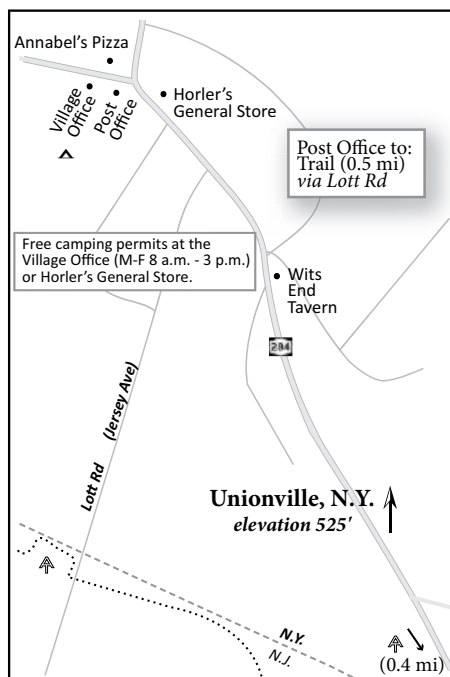 Annabel's Pizza
Village
Office
Post
Office
Horler's
General Store
Post Office to:
Trail (0.5 mi)
via Lott Rd
Free camping permits at the
Village Office (M-F 8 a.m. - 3 p.m.)
or Horler's General Store.
Wits
End
Tavern
284
Lott Rd (Jersey Ave)
Unionville, N.Y.
elevation 525'
N.Y.
N.J.
(0.4 mi)